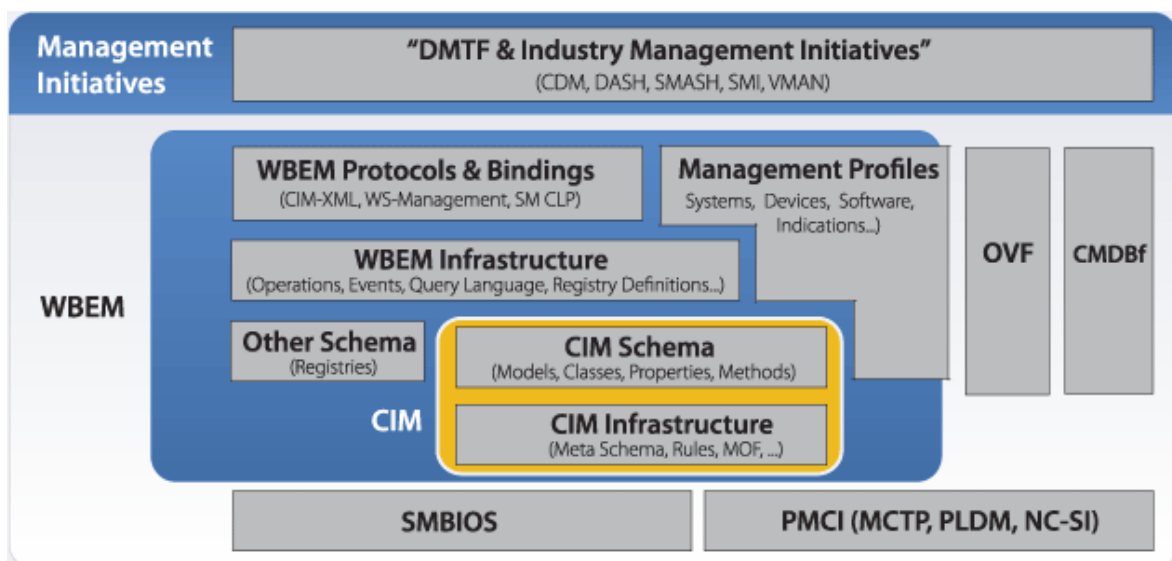 Management
Initiatives
“DMTF & Industry Management Initiatives”
(CDM, DASH, SMASH, SMI, VMAN)
WBEM
WBEM Protocols & Bindings
(CIM-XML, WS-Management, SM CLP)
Management Profiles
Systems, Devices, Software,
Indications...)
WBEM Infrastructure
(Operations, Events, Query Language, Registry Definitions...)
OVF
CMDBf
Other Schema
(Registries)
CIM
CIM Schema
(Models, Classes, Properties, Methods)
CIM Infrastructure
(Meta Schema, Rules, MOF, ...)
SMBIOS
PMCI (MCTP, PLDM, NC-SI)